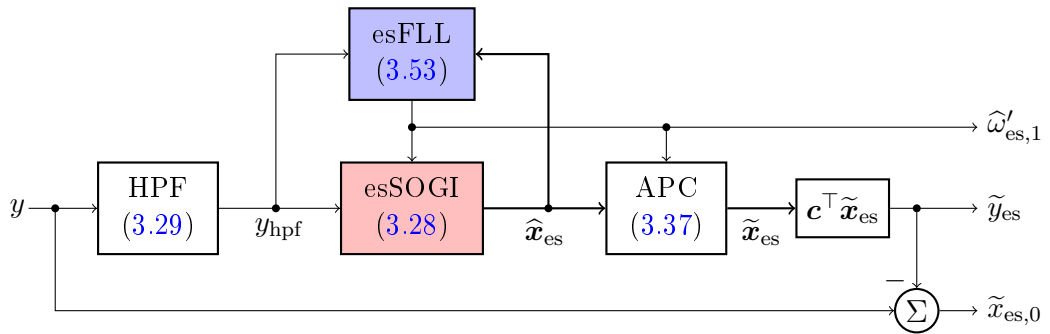 esFLL
(3.53)
ω̂′es,1
HPF
(3.29)
esSOGI
(3.28)
APC
(3.37)
y
yhpf
x̂es
x̃es
c⊤x̃es
ỹes
−
Σ
x̃es,0